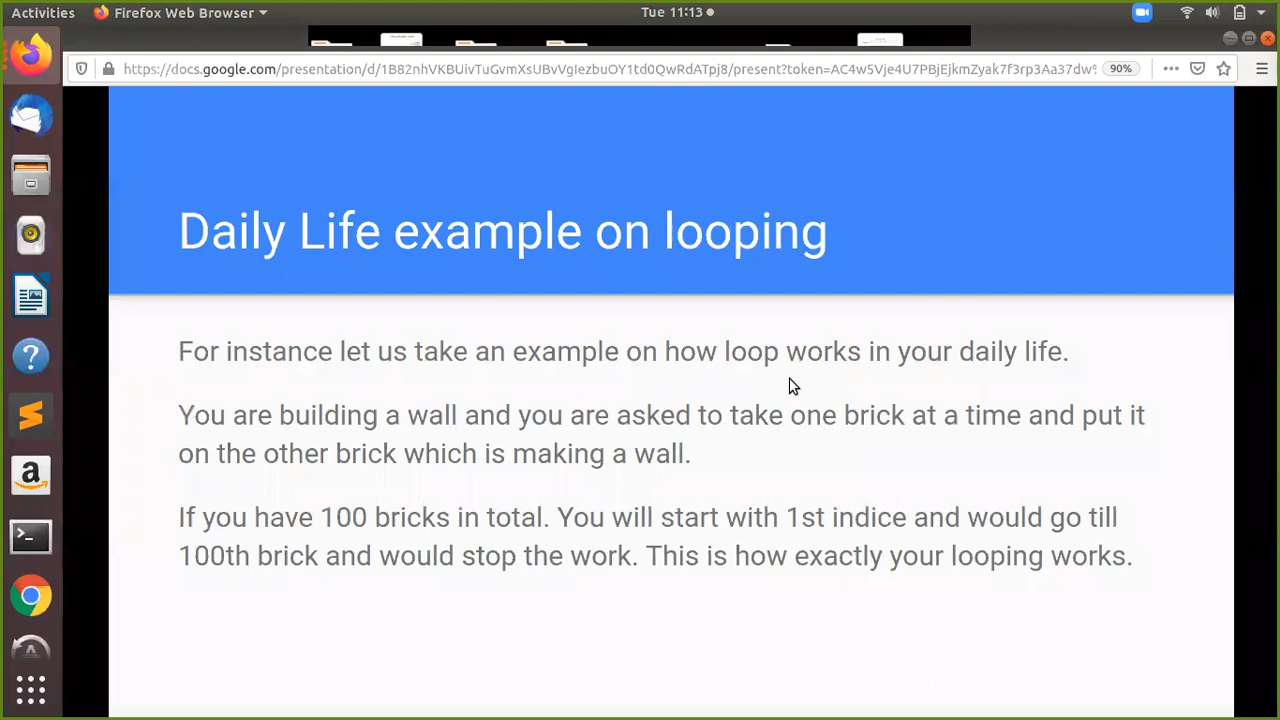 Activities Firefox Web Browser Tue 11:13
https://docs.google.com/presentation/d/1B82nhVKBUivTuGvmXsUBvVgIezbuOY1td0QwRdATpj8/present?token=AC4w5Vje4U7PBjEjkmZyak7f3rp3Aa37dw 90%
Daily Life example on looping
For instance let us take an example on how loop works in your daily life.
You are building a wall and you are asked to take one brick at a time and put it
on the other brick which is making a wall.
If you have 100 bricks in total. You will start with 1st indice and would go till
100th brick and would stop the work. This is how exactly your looping works.